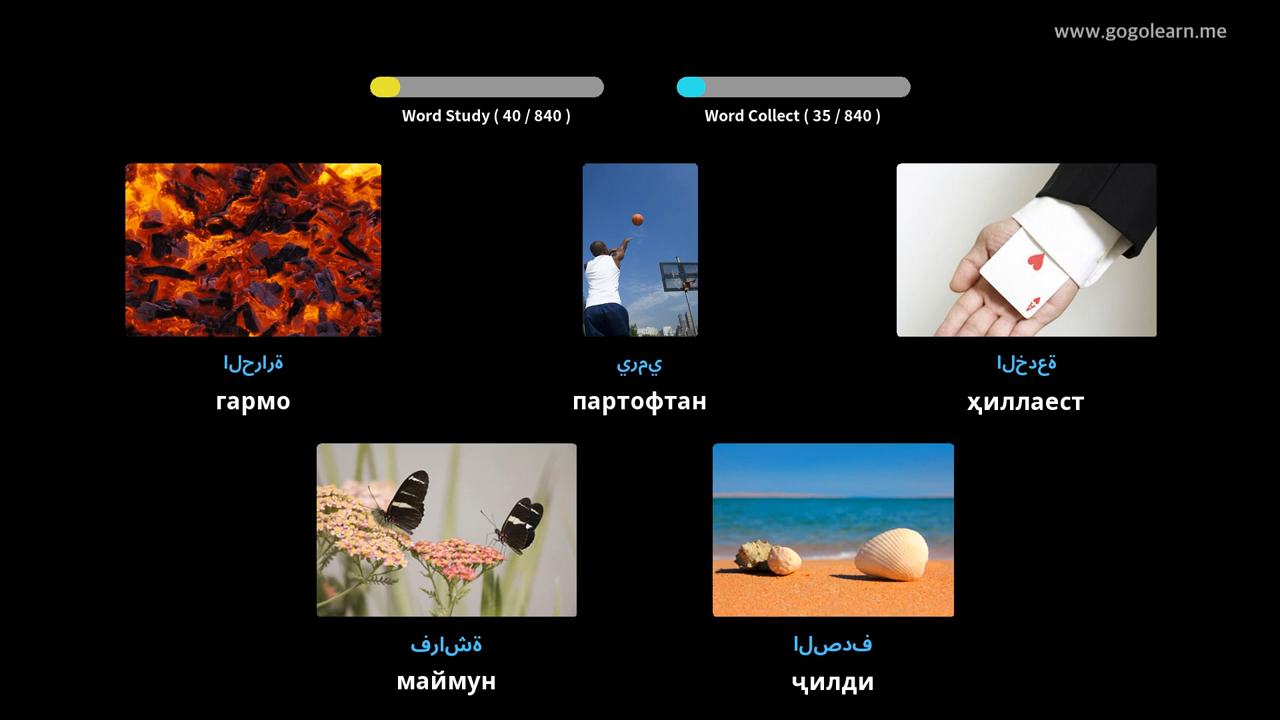 www.gogolearn.me
Word Study ( 40 / 840 )
Word Collect ( 35 / 840 )
الحرارة
يرمي
الخدعة
гармо
партофтан
ҳиллаест
فراشة
الصدف
маймун
ҷилди